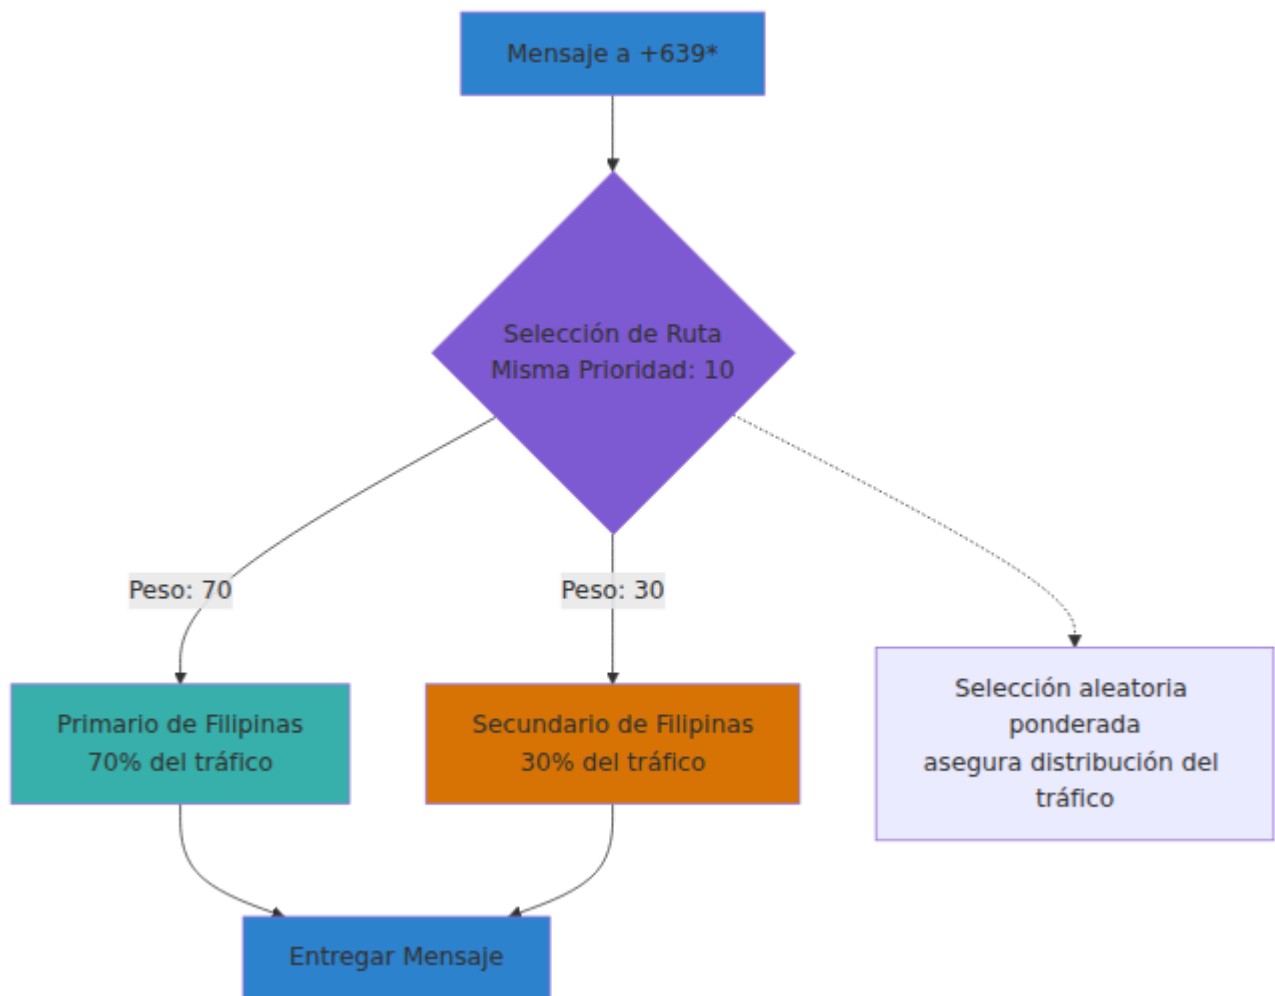 Mensaje a +639*
Selección de Ruta
Misma Prioridad: 10
Peso: 70
Peso: 30
Primario de Filipinas
70% del tráfico
Secundario de Filipinas
30% del tráfico
Selección aleatoria
ponderada
asegura distribución del
tráfico
Entregar Mensaje